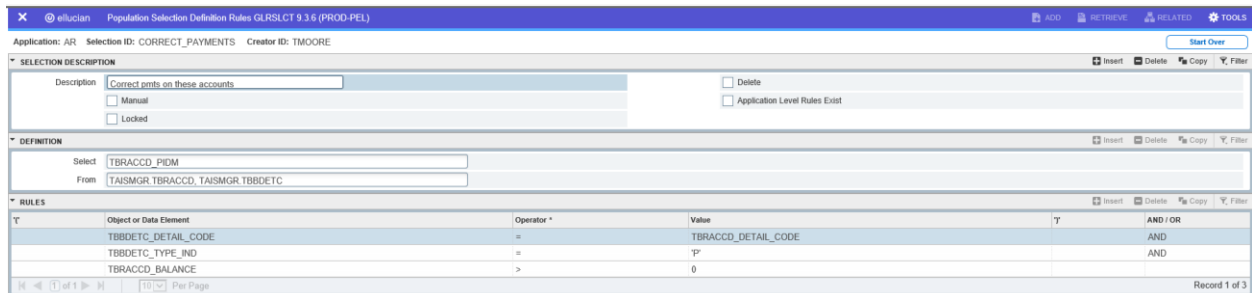 ✕ ellucian Population Selection Definition Rules GLRSLCT 9.3.6 (PROD-PEL) ADD RETRIEVE RELATED TOOLS
Application: AR Selection ID: CORRECT_PAYMENTS Creator ID: TMOORE Start Over
SELECTION DESCRIPTION Insert Delete Copy Filter
Description Correct pmts on these accounts Delete
Manual Application Level Rules Exist
Locked
DEFINITION Insert Delete Copy Filter
Select TBRACCD_PIDM
From TAISMGR.TBRACCD, TAISMGR.TBBDETC
RULES Insert Delete Copy Filter
'(' Object or Data Element Operator * Value ')' AND / OR
TBBDETC_DETAIL_CODE = TBRACCD_DETAIL_CODE AND
TBBDETC_TYPE_IND = 'P' AND
TBRACCD_BALANCE > 0
1 of 1 10 Per Page Record 1 of 3